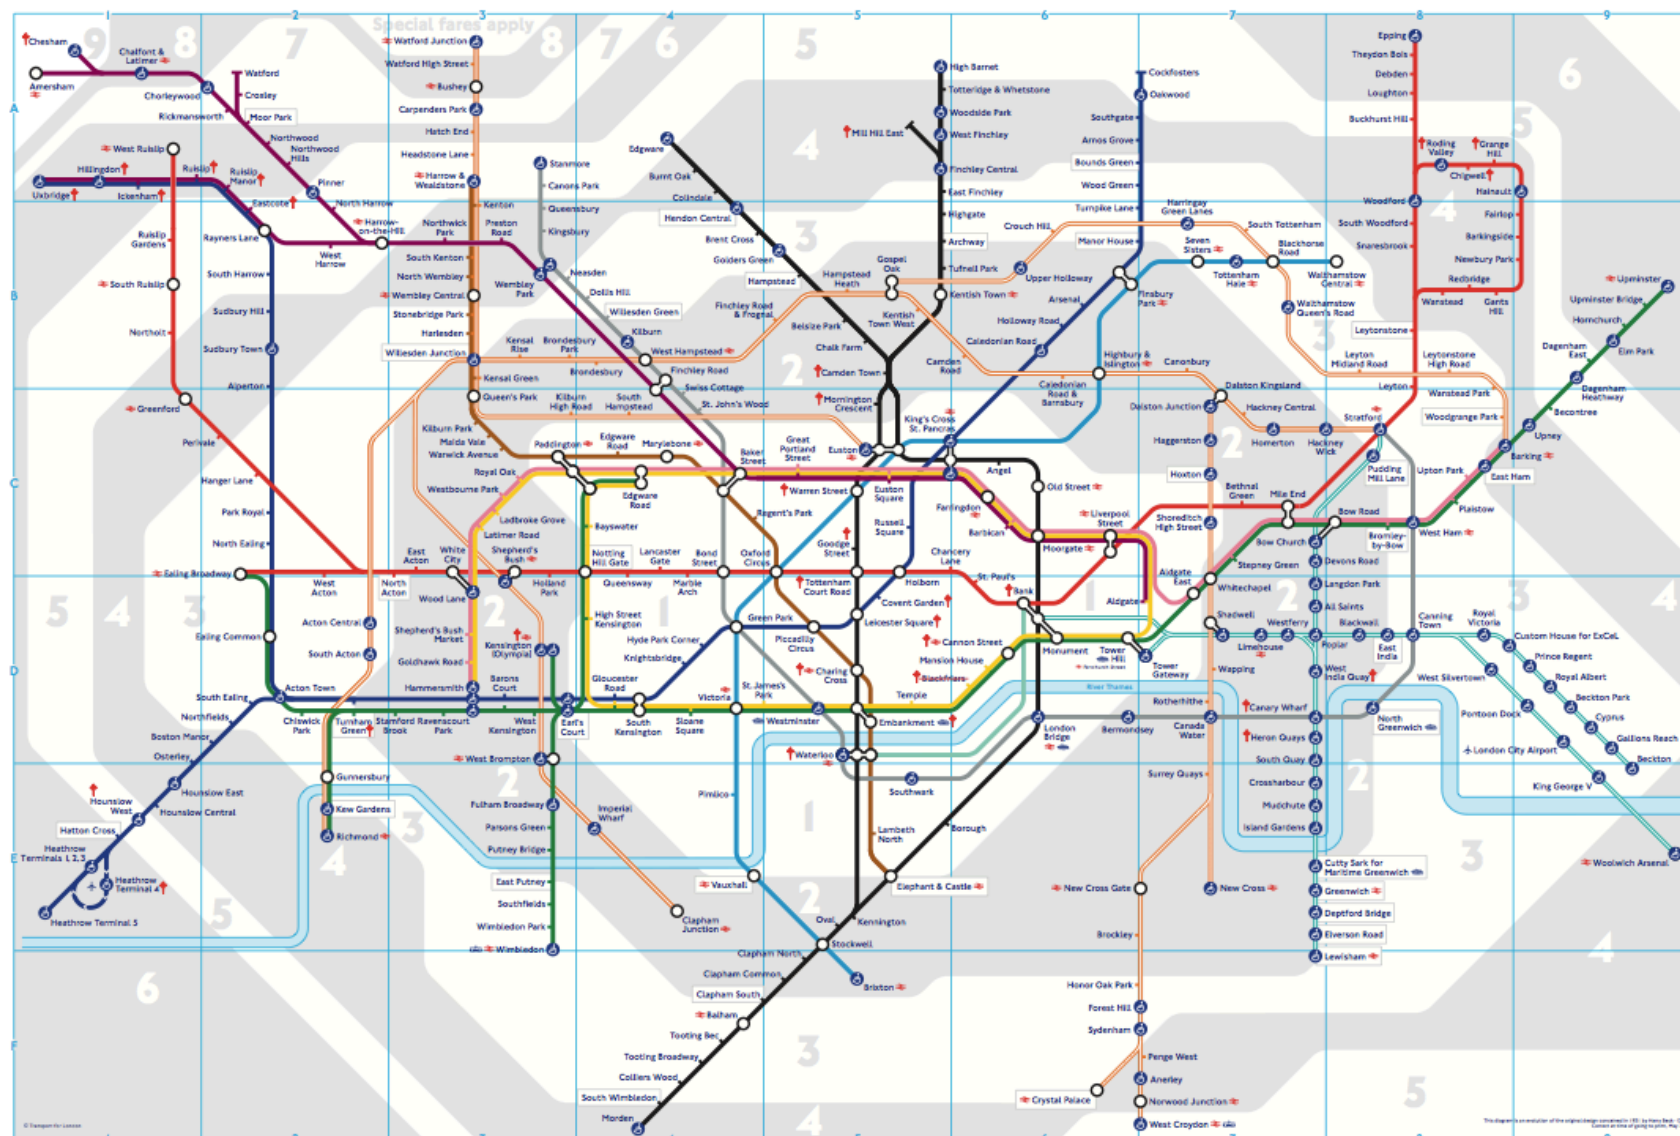 1
2
3
4
5
6
7
8
9
Special fares apply
9
8
7
8
7
6
5
6
A
B
C
D
E
F
Chesham
Chalfont &
Latimer
Amersham
Chorleywood
Watford
Croxley
Rickmansworth
Moor Park
Northwood
Hills
Northwood
Pinner
North Harrow
Harrow-
on-the-Hill
West Ruislip
Hillingdon
Uxbridge
Ickenham
Ruislip
Ruislip
Manor
Eastcote
Rayners Lane
West
Harrow
Ruislip
Gardens
South Ruislip
Northolt
Greenford
Perivale
Hanger Lane
South Harrow
Sudbury Hill
Sudbury Town
Alperton
Park Royal
North Ealing
Ealing Broadway
Ealing Common
West
Acton
North
Acton
East
Acton
White
City
Wood Lane
Shepherd's
Bush
Holland
Park
Notting
Hill Gate
Queensway
Lancaster
Gate
Marble
Arch
Bond
Street
Oxford
Circus
Tottenham
Court Road
Holborn
Chancery
Lane
St. Paul's
Bank
Liverpool
Street
Bethnal
Green
Mile End
Stratford
Leyton
Leytonstone
Snaresbrook
South Woodford
Woodford
Buckhurst Hill
Loughton
Debden
Theydon Bois
Epping
Roding
Valley
Chigwell
Grange
Hill
Hainault
Fairlop
Barkingside
Newbury Park
Redbridge
Gants
Hill
Wanstead
Watford Junction
Watford High Street
Bushey
Carpenders Park
Hatch End
Headstone Lane
Harrow &
Wealdstone
Kenton
Northwick
Park
Preston
Road
South Kenton
North Wembley
Wembley Central
Stonebridge Park
Harlesden
Willesden Junction
Kensal Green
Queen's Park
Kilburn Park
Maida Vale
Warwick Avenue
Paddington
Edgware
Road
Marylebone
Baker
Street
Regent's Park
Stanmore
Canons Park
Queensbury
Kingsbury
Wembley
Park
Neasden
Dollis Hill
Willesden Green
Kilburn
West Hampstead
Finchley Road
Swiss Cottage
St. John's Wood
Kensal
Rise
Brondesbury
Park
Brondesbury
Kilburn
High Road
South
Hampstead
Finchley Road
& Frognal
Hampstead
Heath
Gospel
Oak
Kentish
Town West
Camden
Road
Caledonian
Road &
Barnsbury
Highbury &
Islington
Canonbury
Dalston Kingsland
Dalston Junction
Hackney Central
Homerton
Hackney
Wick
Haggerston
Hoxton
Shoreditch
High Street
Edgware
Burnt Oak
Colindale
Hendon Central
Brent Cross
Golders Green
Hampstead
Belsize Park
Chalk Farm
Camden Town
Mornington
Crescent
Euston
King's Cross
St. Pancras
High Barnet
Totteridge & Whetstone
Woodside Park
West Finchley
Mill Hill East
Finchley Central
East Finchley
Highgate
Archway
Tufnell Park
Kentish Town
Cockfosters
Oakwood
Southgate
Arnos Grove
Bounds Green
Wood Green
Turnpike Lane
Manor House
Finsbury
Park
Arsenal
Holloway Road
Caledonian Road
Crouch Hill
Upper Holloway
Harringay
Green Lanes
South Tottenham
Seven
Sisters
Tottenham
Hale
Blackhorse
Road
Walthamstow
Central
Walthamstow
Queen's Road
Leyton
Midland Road
Leytonstone
High Road
Wanstead Park
Woodgrange Park
Barking
Upminster
Upminster Bridge
Hornchurch
Elm Park
Dagenham
East
Dagenham
Heathway
Becontree
Upney
East Ham
Upton Park
Plaistow
West Ham
Bromley-
by-Bow
Bow Road
Bow Church
Pudding
Mill Lane
Stepney Green
Whitechapel
Aldgate
East
Aldgate
Devons Road
Langdon Park
All Saints
Poplar
Royal Oak
Westbourne Park
Ladbroke Grove
Latimer Road
Shepherd's Bush
Market
Goldhawk Road
Hammersmith
Edgware
Road
Bayswater
High Street
Kensington
Great
Portland
Street
Warren Street
Euston
Square
Goodge
Street
Russell
Square
Farringdon
Barbican
Moorgate
Angel
Old Street
Acton Central
South Acton
Acton Town
South Ealing
Northfields
Boston Manor
Osterley
Hounslow East
Hounslow Central
Hounslow
West
Hatton Cross
Heathrow
Terminals 1, 2, 3
Heathrow
Terminal 4
Heathrow Terminal 5
Chiswick
Park
Turnham
Green
Stamford
Brook
Ravenscourt
Park
Barons
Court
West
Kensington
Kensington
(Olympia)
Earl's
Court
Gloucester
Road
South
Kensington
Sloane
Square
Victoria
St. James's
Park
Westminster
Embankment
Temple
Blackfriars
Mansion House
Cannon Street
Monument
Tower
Hill
Tower
Gateway
Knightsbridge
Hyde Park Corner
Green Park
Piccadilly
Circus
Leicester Square
Covent Garden
Charing
Cross
Waterloo
Southwark
London
Bridge
Bermondsey
Canada
Water
Canary Wharf
North
Greenwich
Canning
Town
River Thames
Shadwell
Limehouse
Westferry
Blackwall
East
India
Royal
Victoria
Custom House for ExCeL
Prince Regent
Royal Albert
Beckton Park
Cyprus
Gallions Reach
Beckton
West Silvertown
Pontoon Dock
London City Airport
King George V
Woolwich Arsenal
West
India Quay
Heron Quays
South Quay
Crossharbour
Mudchute
Island Gardens
Cutty Sark for
Maritime Greenwich
Greenwich
Deptford Bridge
Elverson Road
Lewisham
Wapping
Rotherhithe
Surrey Quays
New Cross Gate
New Cross
Brockley
Honor Oak Park
Forest Hill
Sydenham
Penge West
Anerley
Norwood Junction
Crystal Palace
West Croydon
Gunnersbury
Kew Gardens
Richmond
West Brompton
Fulham Broadway
Parsons Green
Putney Bridge
East Putney
Southfields
Wimbledon Park
Wimbledon
Imperial
Wharf
Clapham
Junction
Pimlico
Vauxhall
Lambeth
North
Borough
Elephant & Castle
Kennington
Oval
Stockwell
Brixton
Clapham North
Clapham Common
Clapham South
Balham
Tooting Bec
Tooting Broadway
Colliers Wood
South Wimbledon
Morden
© Transport for London